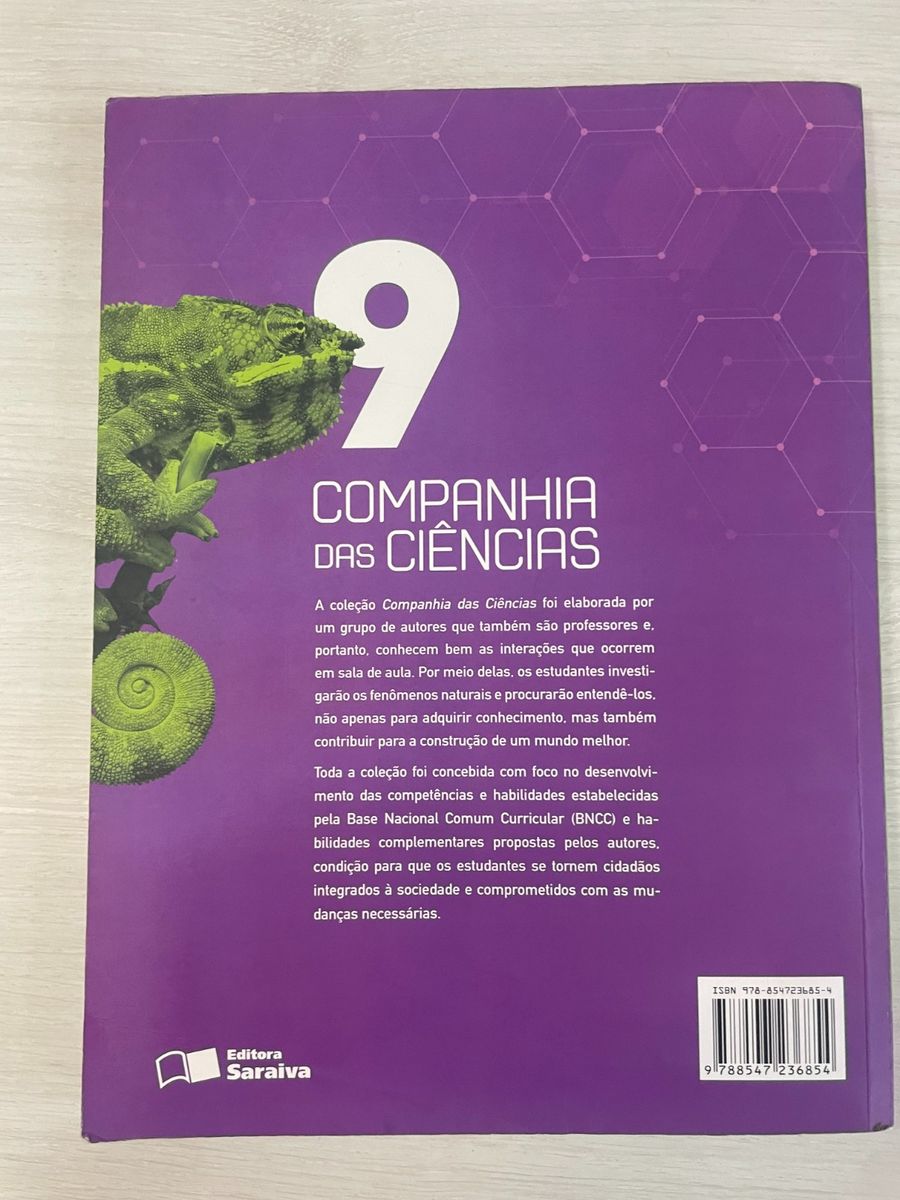 9
COMPANHIA
DAS CIÊNCIAS
A coleção Companhia das Ciências foi elaborada por
um grupo de autores que também são professores e,
portanto, conhecem bem as interações que ocorrem
em sala de aula. Por meio delas, os estudantes investi-
garão os fenômenos naturais e procurarão entendê-los,
não apenas para adquirir conhecimento, mas também
contribuir para a construção de um mundo melhor.
Toda a coleção foi concebida com foco no desenvolvi-
mento das competências e habilidades estabelecidas
pela Base Nacional Comum Curricular (BNCC) e ha-
bilidades complementares propostas pelos autores,
condição para que os estudantes se tornem cidadãos
integrados à sociedade e comprometidos com as mu-
danças necessárias.
ISBN 978-854723685-4
9 788547 236854
Editora
Saraiva